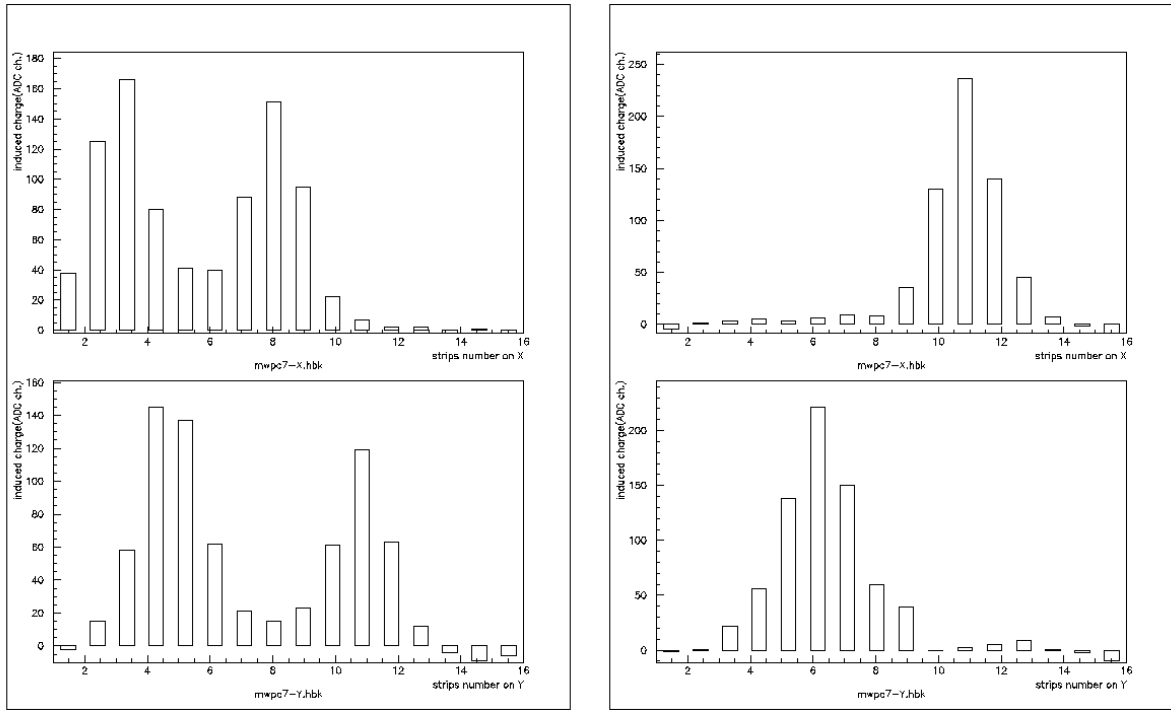 induced charge(ADC ch.)
180
160
140
120
100
80
60
40
20
0
2 4 6 8 10 12 14 16
strips number on X
mwpc7-X.hbk
induced charge(ADC ch.)
160
140
120
100
80
60
40
20
0
2 4 6 8 10 12 14 16
strips number on Y
mwpc7-Y.hbk
induced charge(ADC ch.)
250
200
150
100
50
0
2 4 6 8 10 12 14 16
strips number on X
mwpc7-X.hbk
induced charge(ADC ch.)
200
150
100
50
0
2 4 6 8 10 12 14 16
strips number on Y
mwpc7-Y.hbk